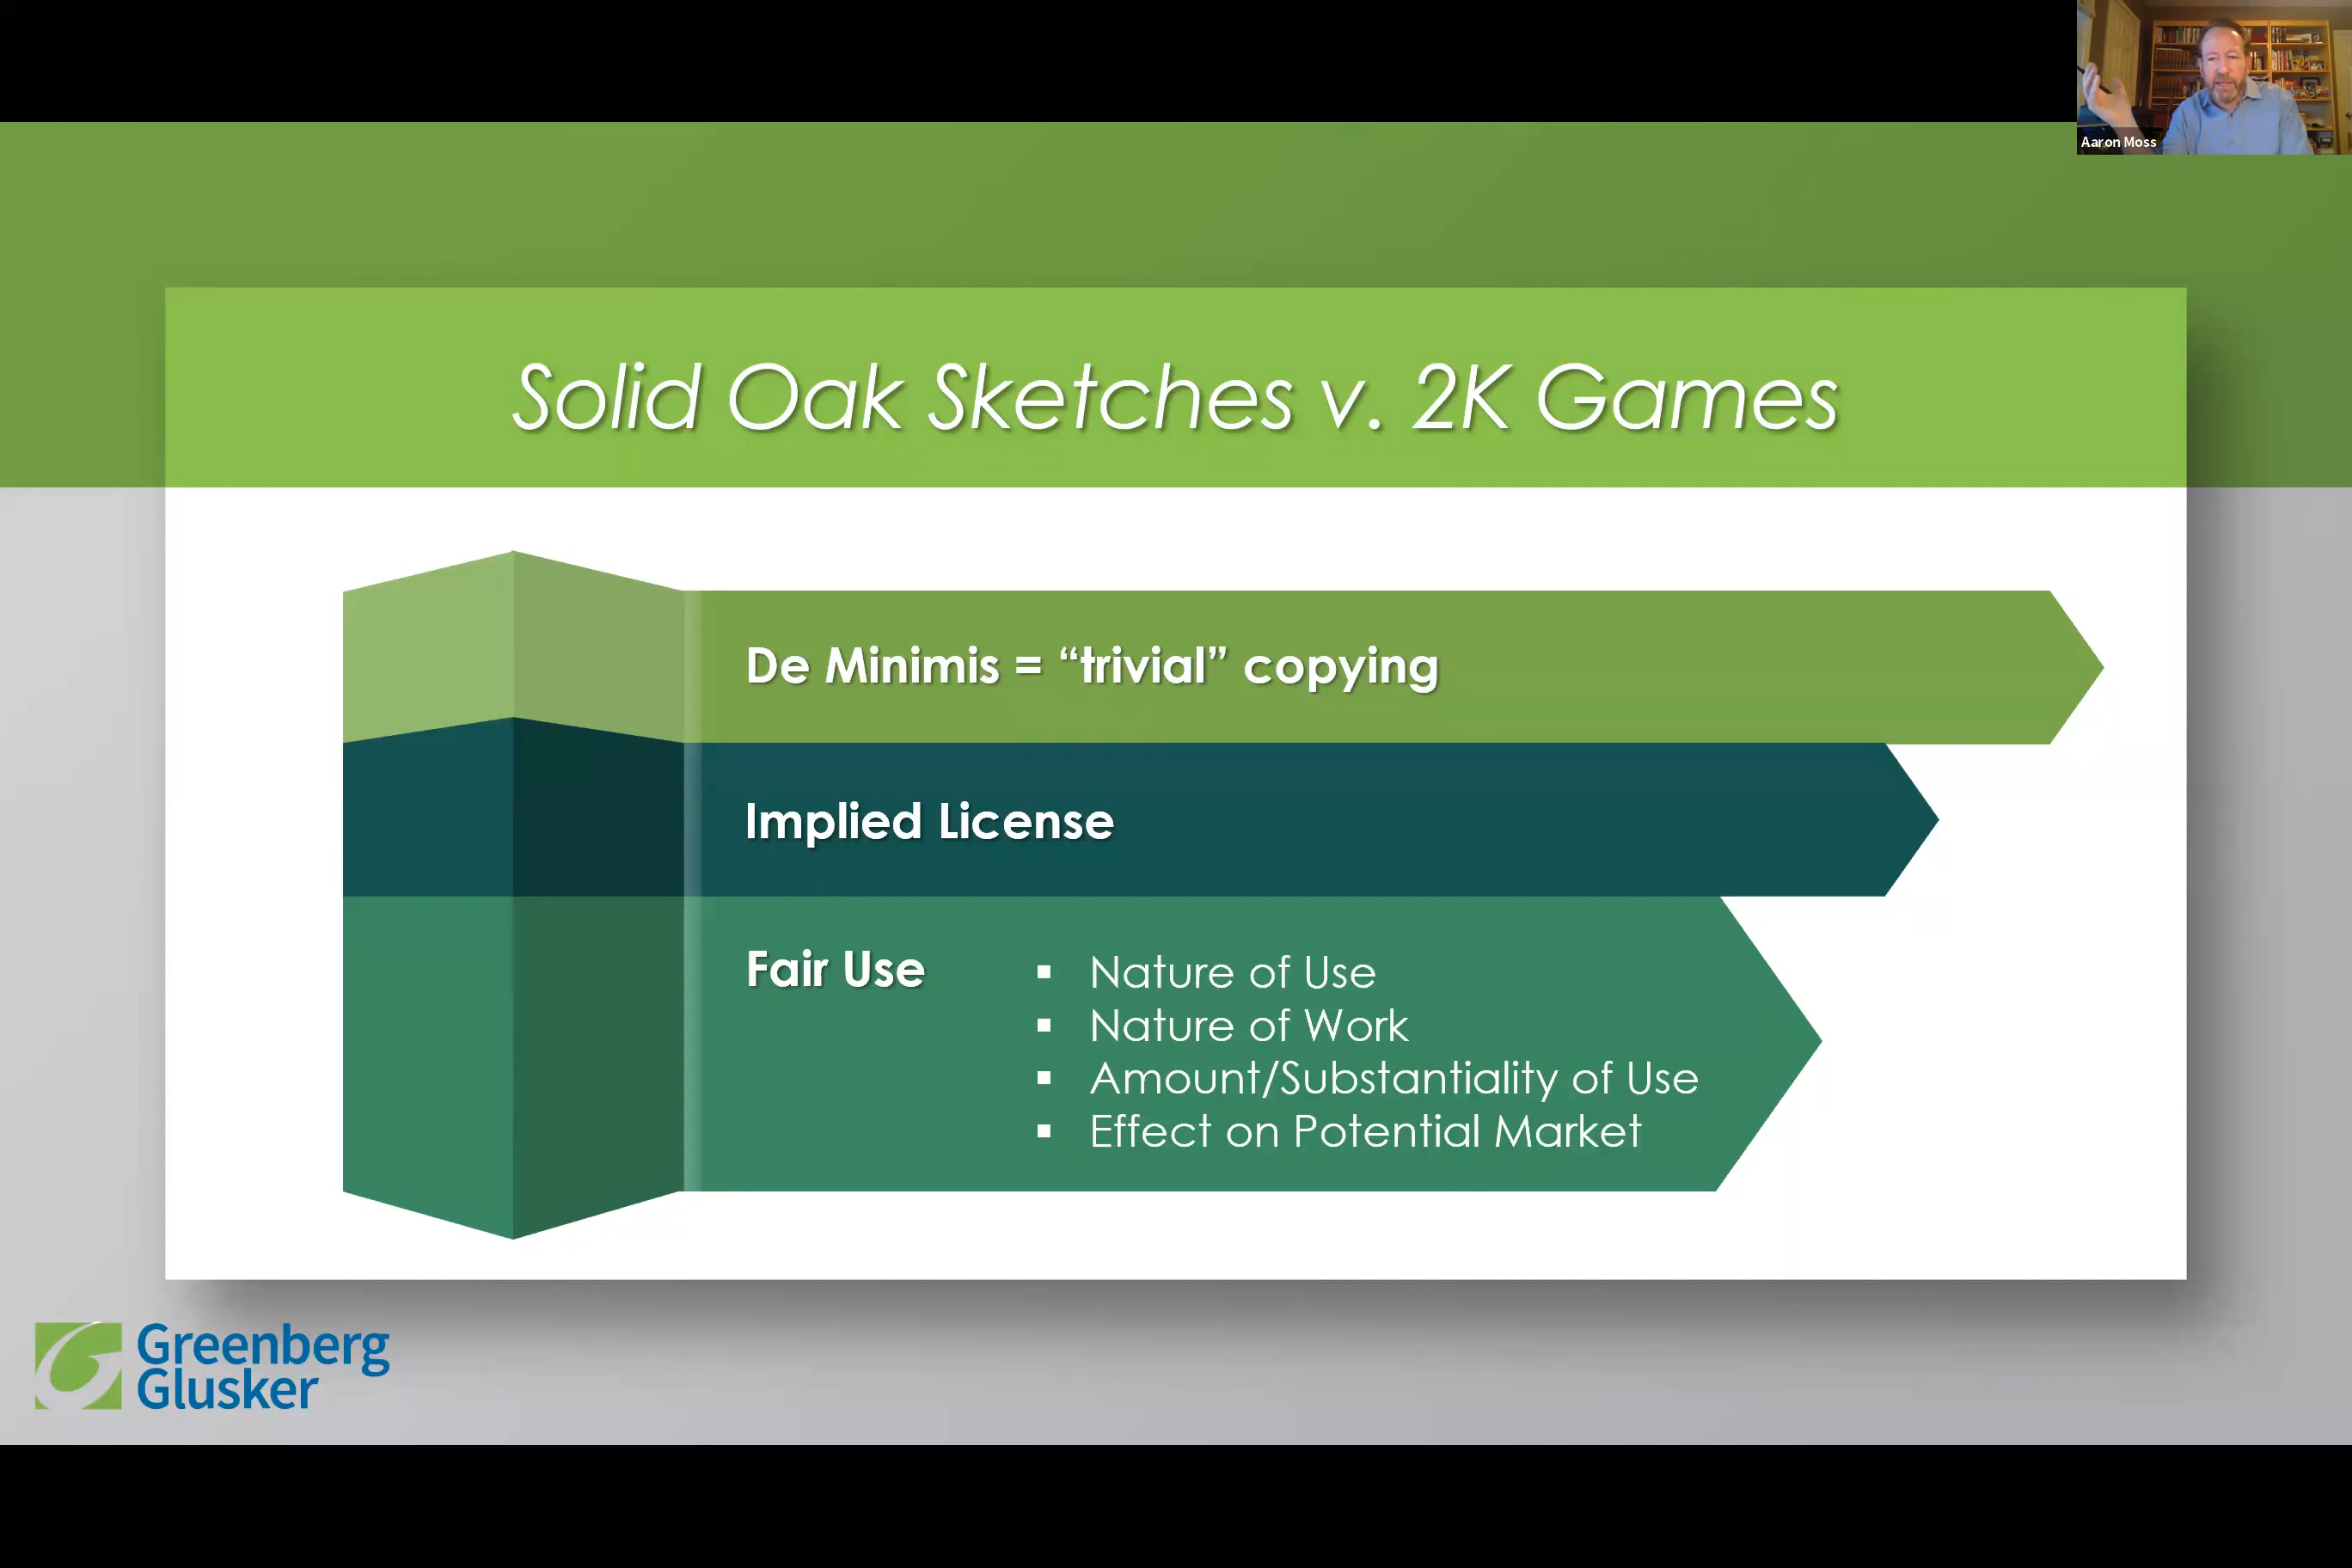 Aaron Moss
Solid Oak Sketches v. 2K Games
De Minimis = “trivial” copying
Implied License
Fair Use
▪ Nature of Use
▪ Nature of Work
▪ Amount/Substantiality of Use
▪ Effect on Potential Market
Greenberg
Glusker